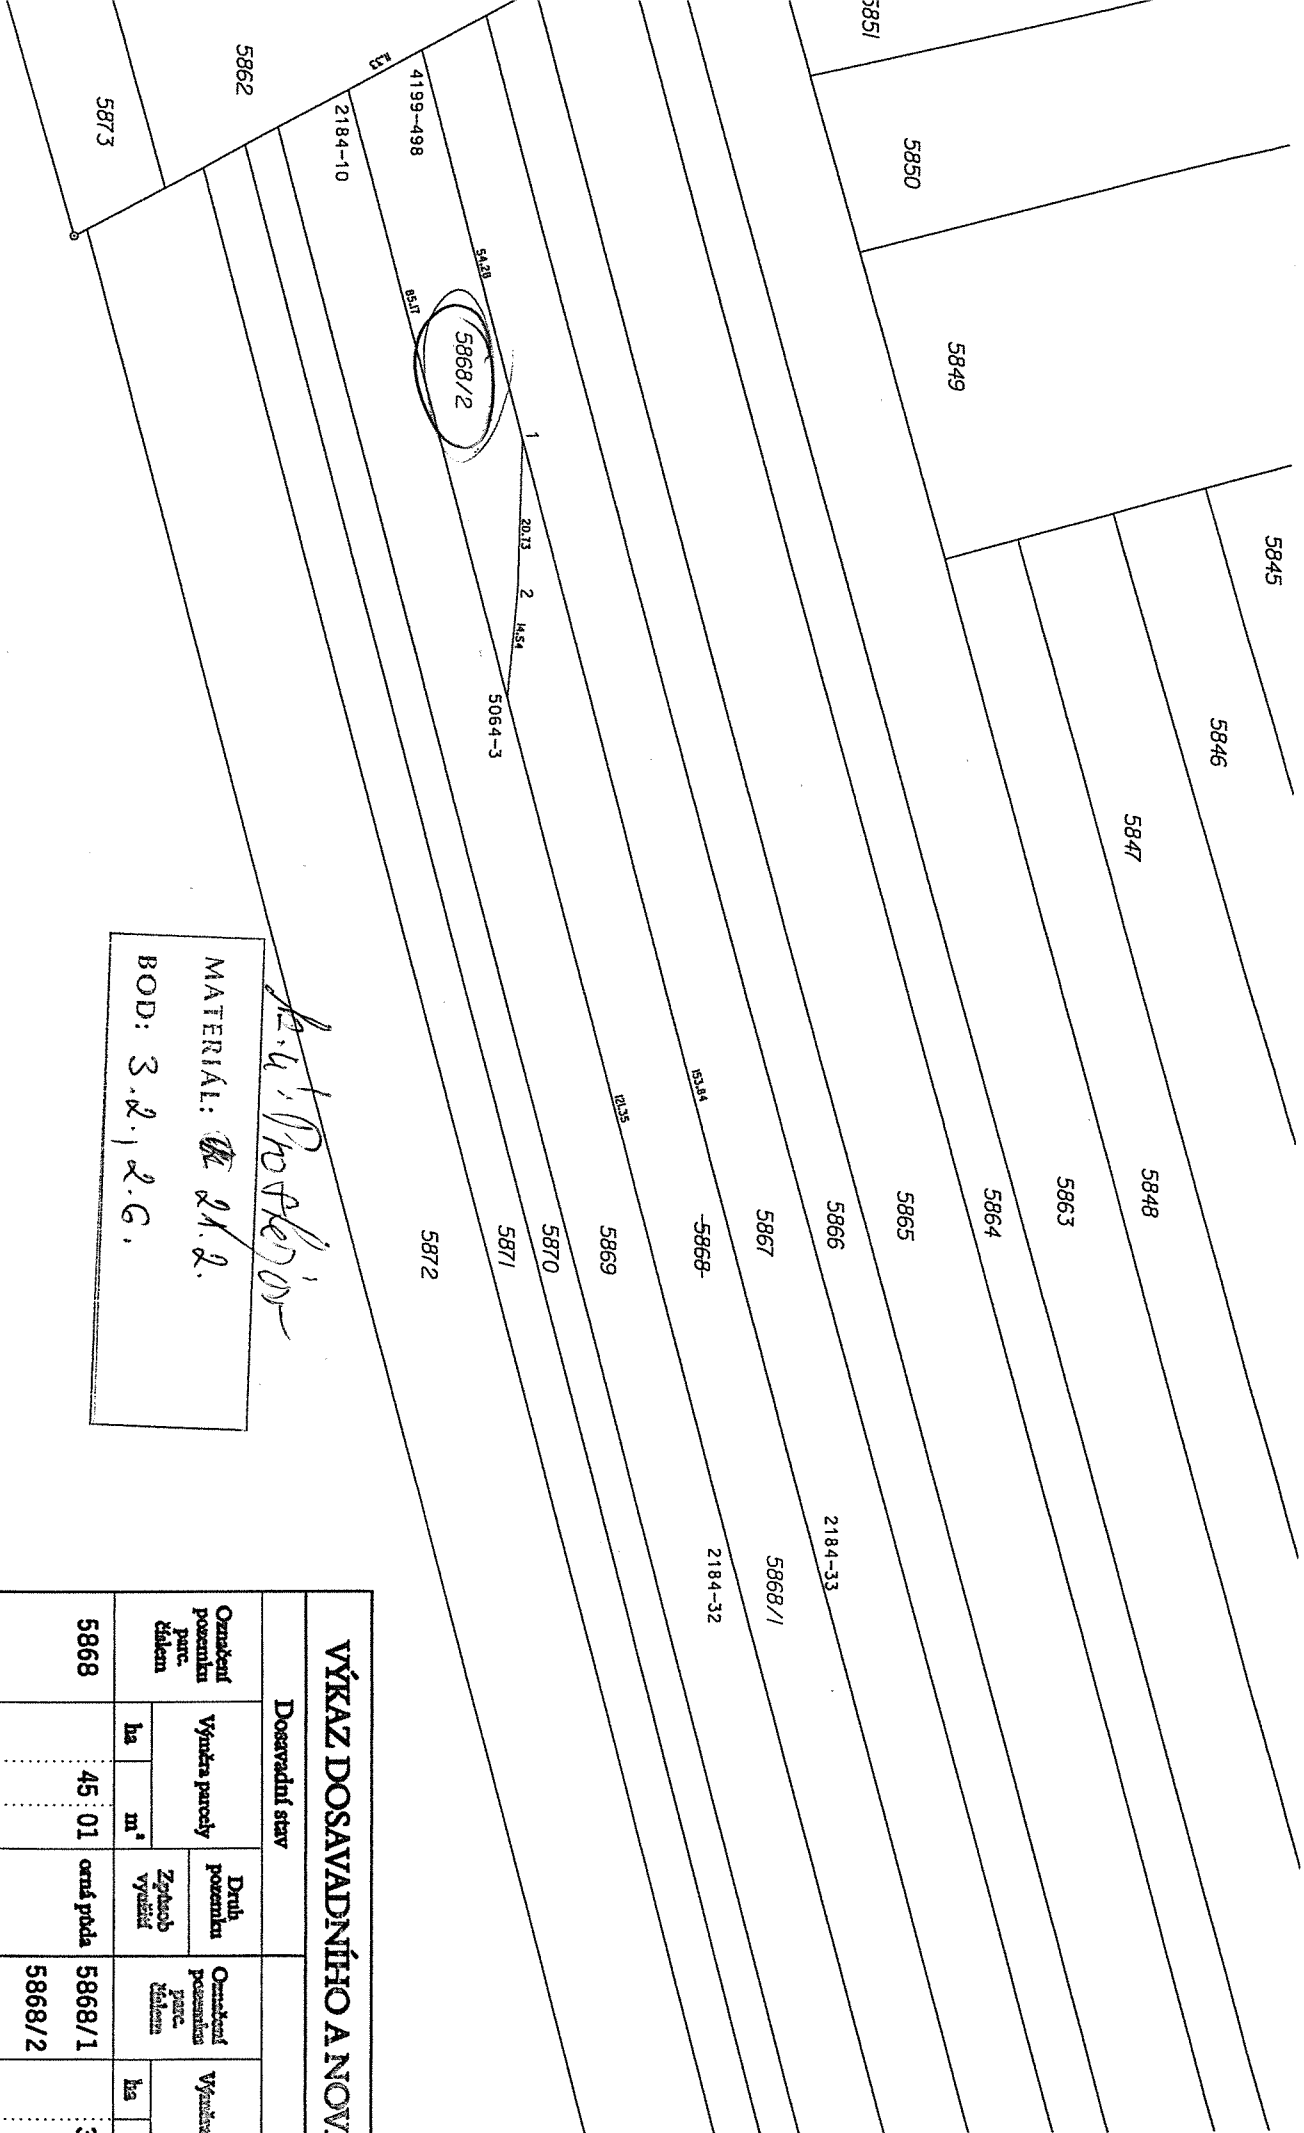 5851
5850
5849
5845
5846
5847
5848
5862
5873
4199-498
2184-10
54.28
85.17
5868/2
1
20.73
2
14.54
5064-3
153.84
121.35
5863
5864
5865
5866
5867
5868
5869
5870
5871
5872
2184-33
5868/1
2184-32
MATERIÁL: 21.2.
BOD: 3.2., 2.6.
VÝKAZ DOSAVADNÍHO A NOV
Dosavadní stav
Označení pozemku parc. číslem
Výměra parcely
ha
m²
Druh pozemku
Způsob využití
Označení pozemku parc. číslem
Výměra
ha
5868 45 01 orná půda 5868/1
5868/2